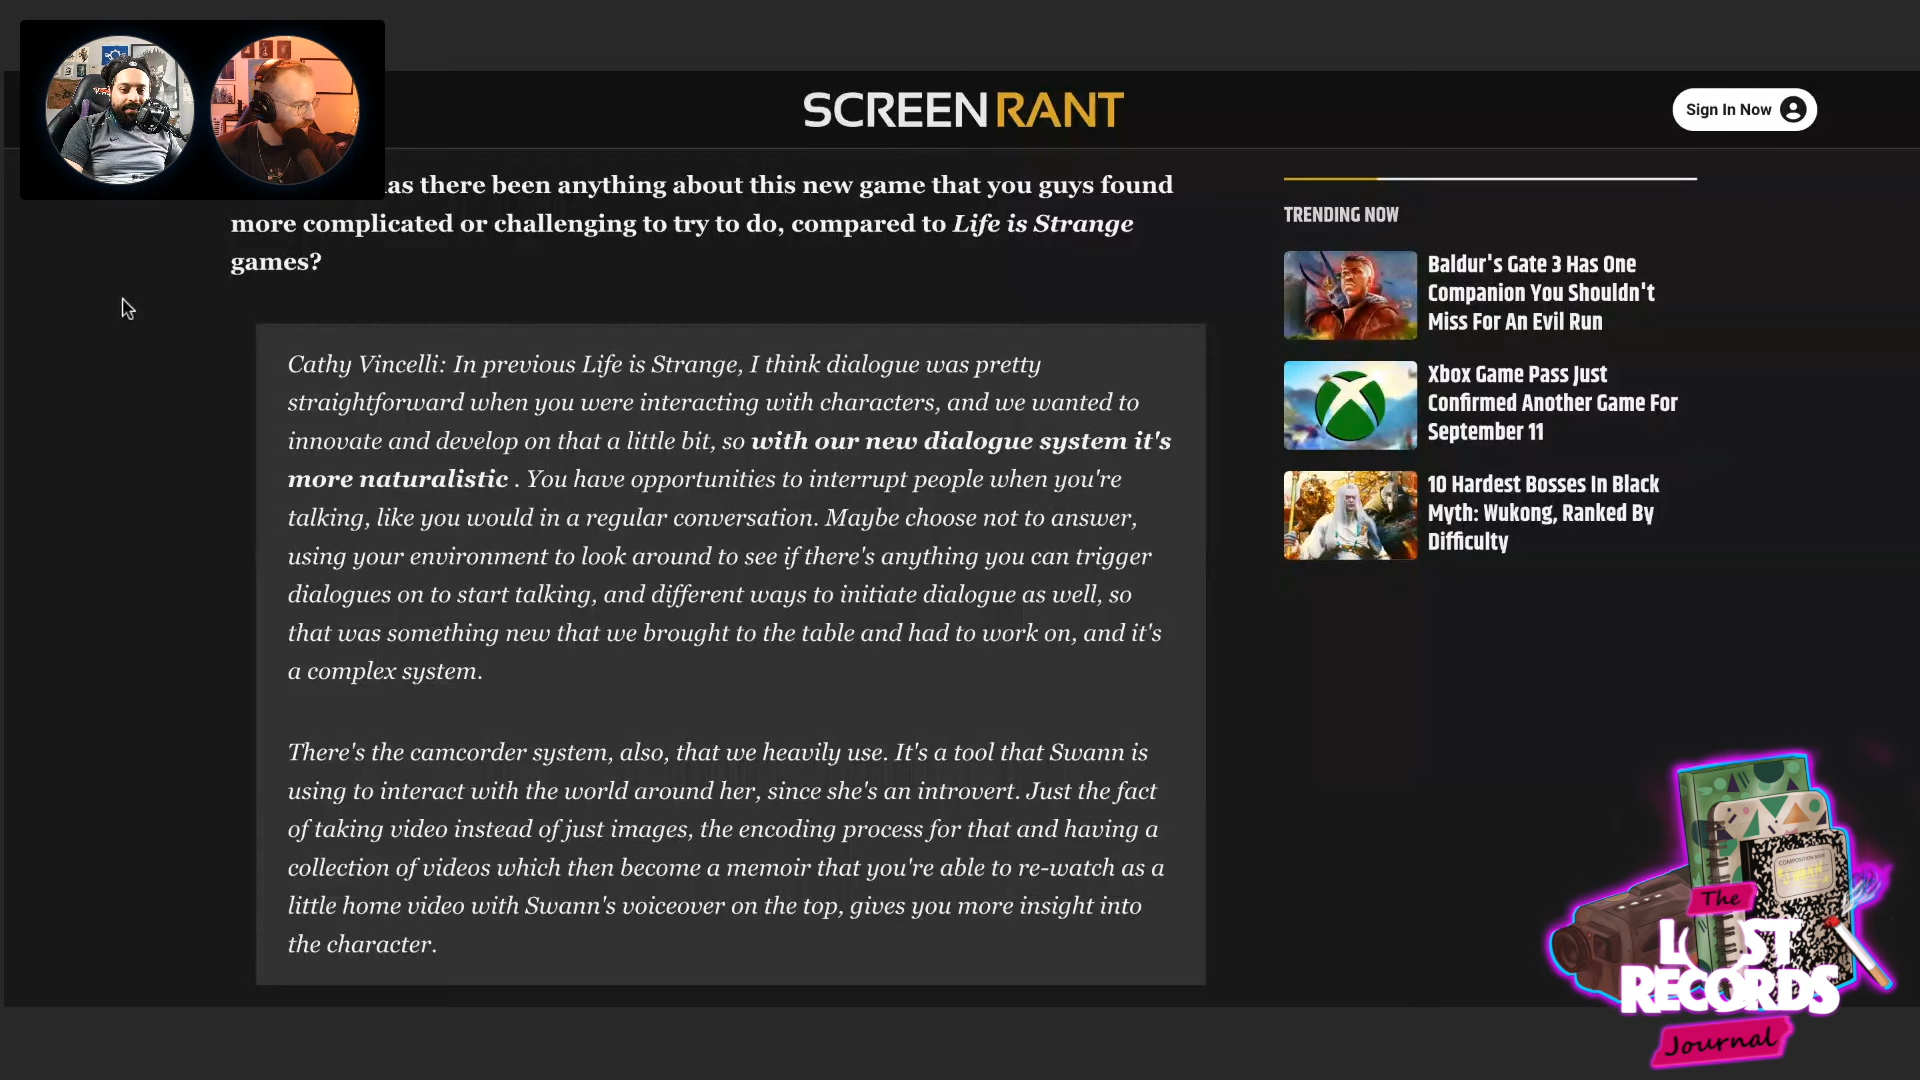 SCREENRANT
Sign In Now
as there been anything about this new game that you guys found
more complicated or challenging to try to do, compared to Life is Strange
games?
Cathy Vincelli: In previous Life is Strange, I think dialogue was pretty
straightforward when you were interacting with characters, and we wanted to
innovate and develop on that a little bit, so with our new dialogue system it's
more naturalistic . You have opportunities to interrupt people when you're
talking, like you would in a regular conversation. Maybe choose not to answer,
using your environment to look around to see if there's anything you can trigger
dialogues on to start talking, and different ways to initiate dialogue as well, so
that was something new that we brought to the table and had to work on, and it's
a complex system.
There's the camcorder system, also, that we heavily use. It's a tool that Swann is
using to interact with the world around her, since she's an introvert. Just the fact
of taking video instead of just images, the encoding process for that and having a
collection of videos which then become a memoir that you're able to re-watch as a
little home video with Swann's voiceover on the top, gives you more insight into
the character.
TRENDING NOW
Baldur's Gate 3 Has One
Companion You Shouldn't
Miss For An Evil Run
Xbox Game Pass Just
Confirmed Another Game For
September 11
10 Hardest Bosses In Black
Myth: Wukong, Ranked By
Difficulty
COMPOSITION BOOK
SWANN
The
LOST
RECORDS
Journal